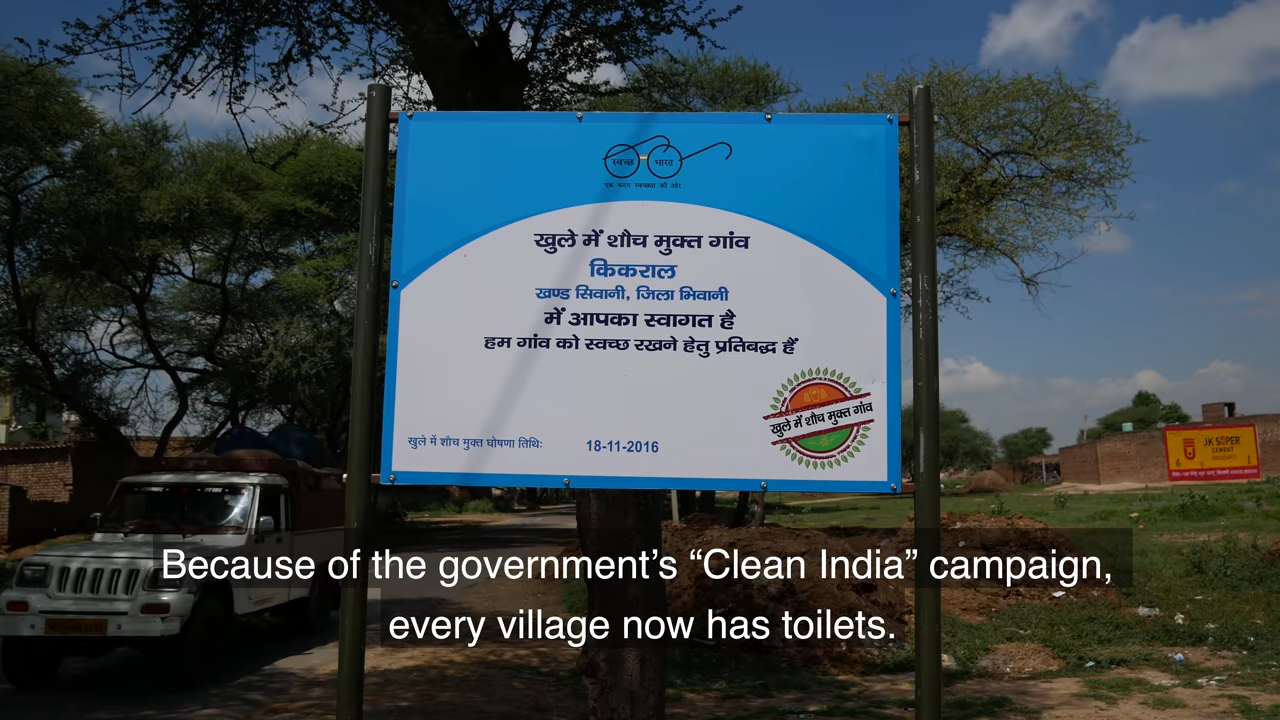 स्वच्छ भारत
एक कदम स्वच्छता की ओर
खुले में शौच मुक्त गांव
किकराल
खण्ड सिवानी, जिला भिवानी
में आपका स्वागत है
हम गांव को स्वच्छ रखने हेतु प्रतिबद्ध हैं
खुले में शौच मुक्त गांव
खुले में शौच मुक्त घोषणा तिथिः 18-11-2016
JK SUPER
CEMENT
Because of the government’s “Clean India” campaign,
every village now has toilets.